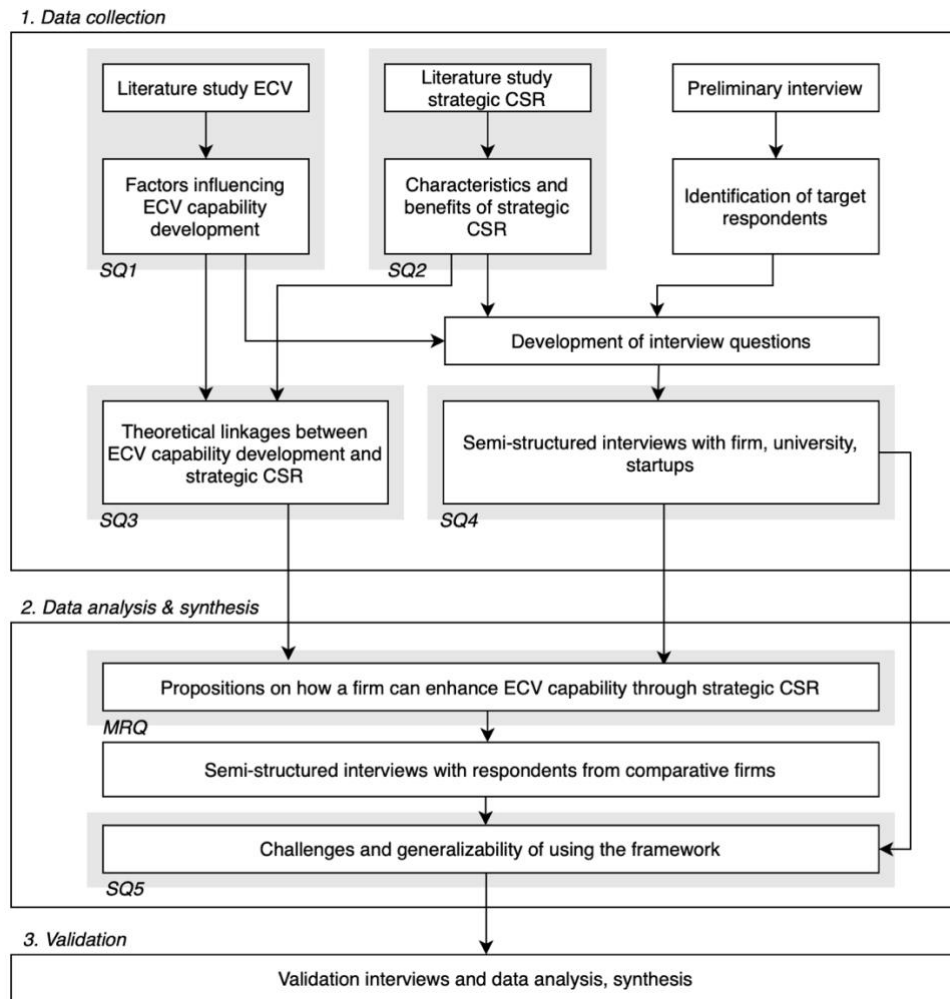 1. Data collection
Literature study ECV
Literature study
strategic CSR
Preliminary interview
Factors influencing
ECV capability
development
Characteristics and
benefits of strategic
CSR
Identification of target
respondents
SQ1
SQ2
Development of interview questions
Theoretical linkages between
ECV capability development and
strategic CSR
Semi-structured interviews with firm, university,
startups
SQ3
SQ4
2. Data analysis & synthesis
Propositions on how a firm can enhance ECV capability through strategic CSR
MRQ
Semi-structured interviews with respondents from comparative firms
Challenges and generalizability of using the framework
SQ5
3. Validation
Validation interviews and data analysis, synthesis